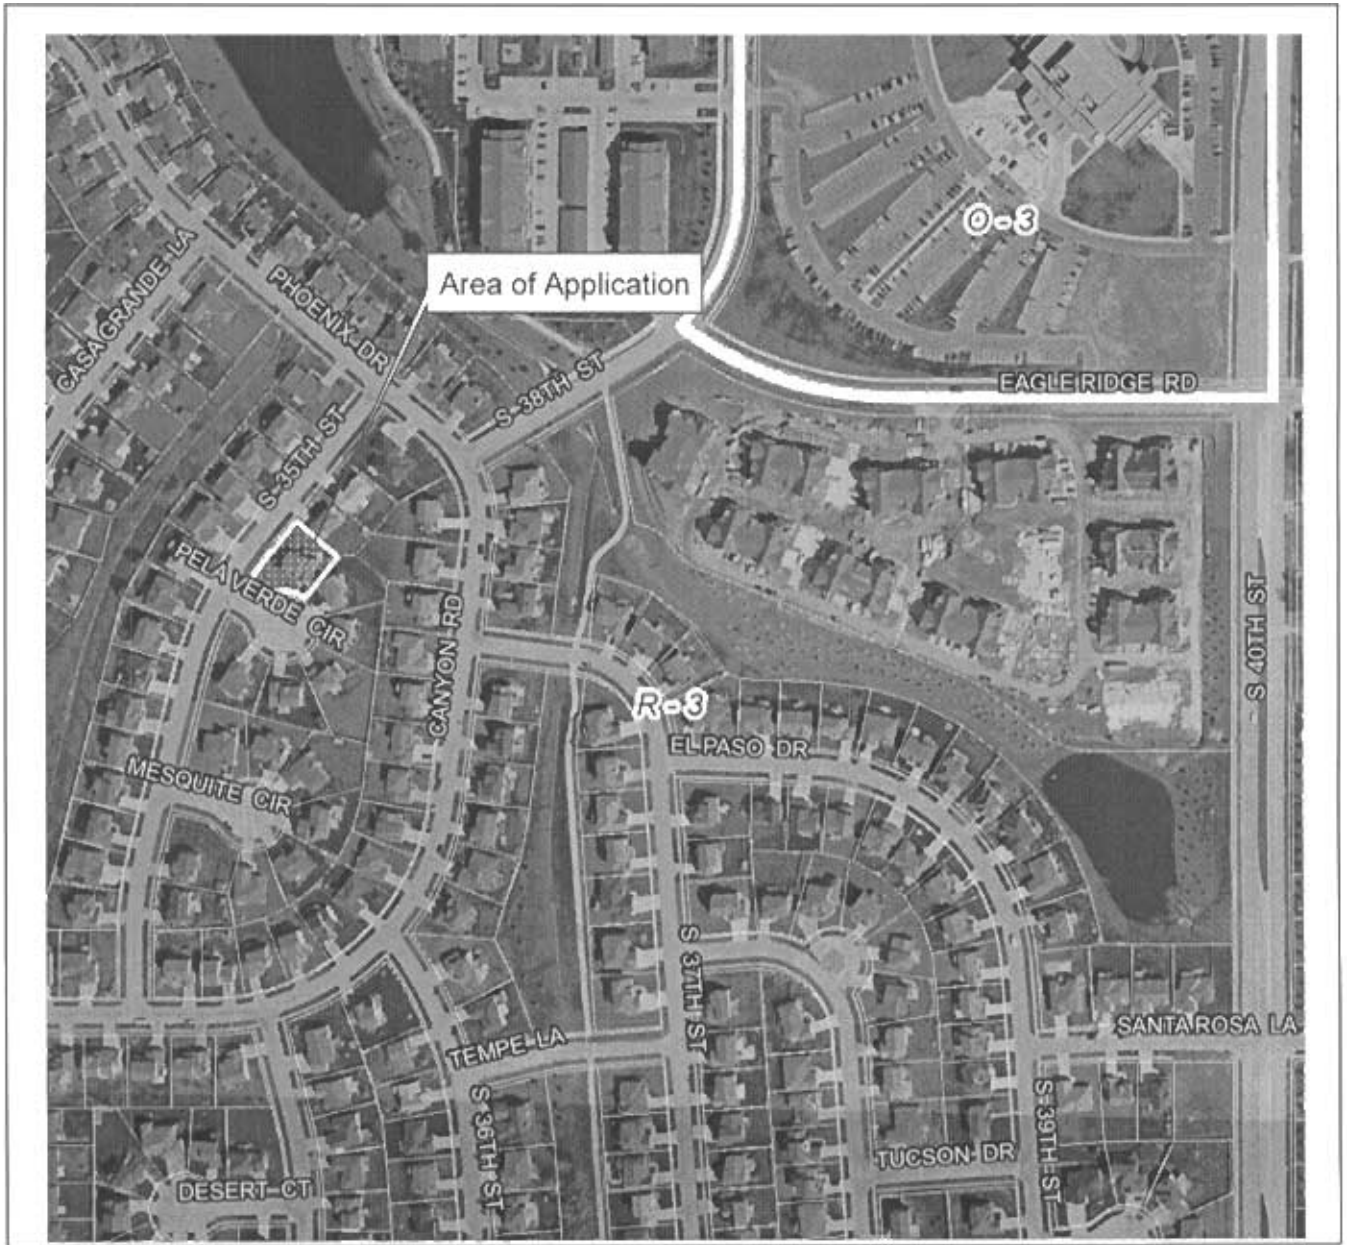 O-3
CASA GRANDE LA
PHOENIX DR
Area of Application
S 38TH ST
EAGLE RIDGE RD
S 35TH ST
PELA VERDE CIR
CANYON RD
S 40TH ST
R-3
EL PASO DR
MESQUITE CIR
S 37TH ST
SANTA ROSA LA
TEMPE LA
S 36TH ST
S 39TH ST
TUCSON DR
DESERT CT